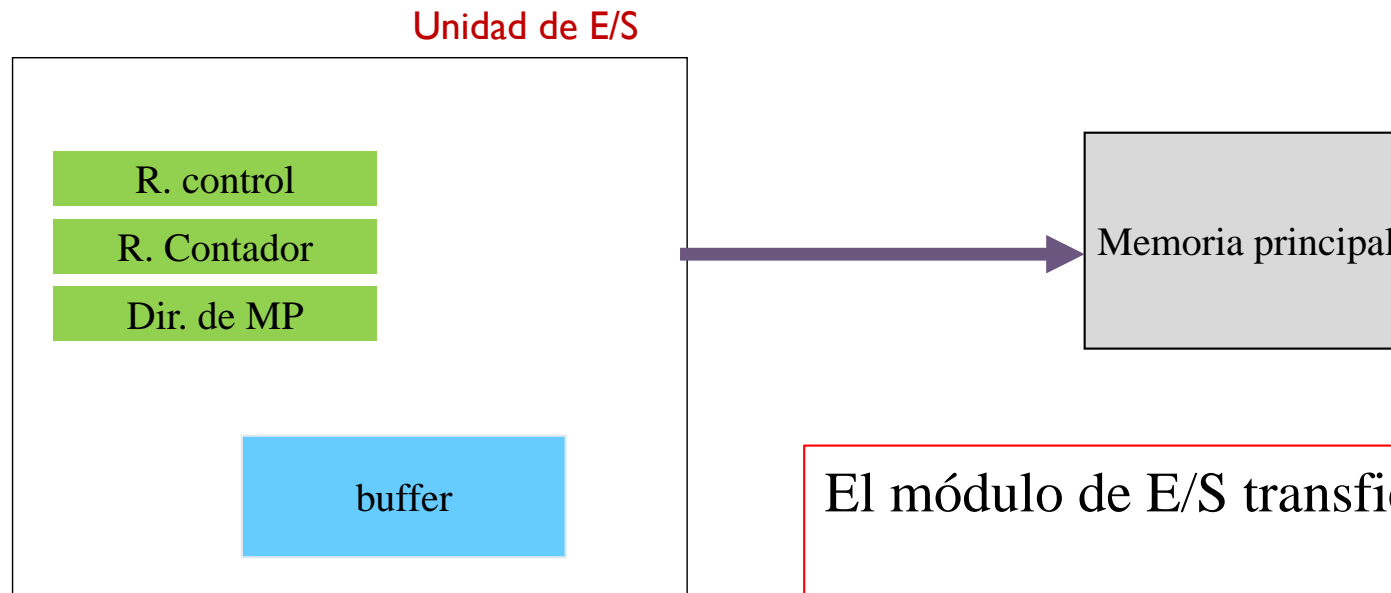 Unidad de E/S
R. control
R. Contador
Dir. de MP
Memoria principal
buffer
El módulo de E/S